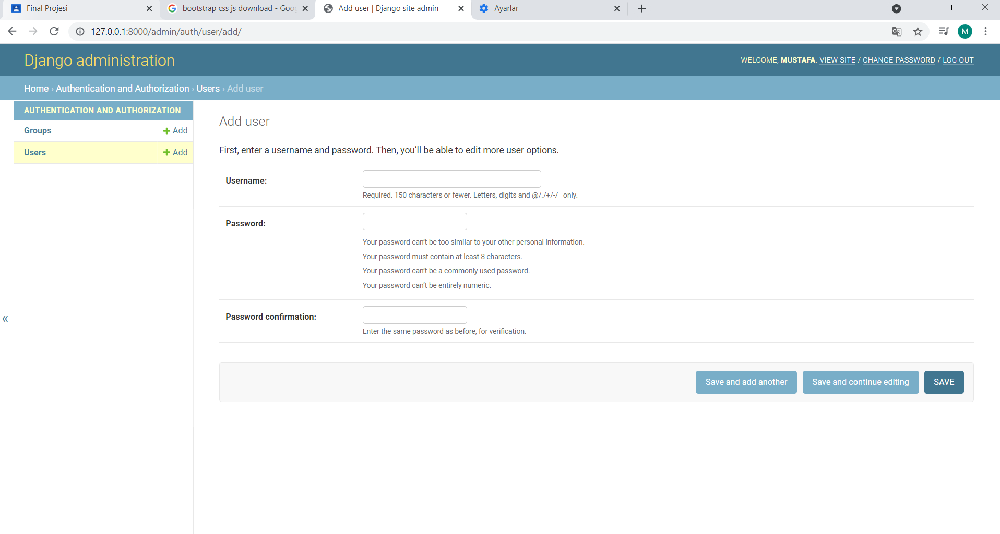 Final Projesi
bootstrap css js download - Goo
Add user | Django site admin
Ayarlar
127.0.0.1:8000/admin/auth/user/add/
M
Django administration
WELCOME, MUSTAFA. VIEW SITE / CHANGE PASSWORD / LOG OUT
Home › Authentication and Authorization › Users › Add user
AUTHENTICATION AND AUTHORIZATION
Groups + Add
Users + Add
«
Add user
First, enter a username and password. Then, you’ll be able to edit more user options.
Username:
Required. 150 characters or fewer. Letters, digits and @/./+/-/_ only.
Password:
Your password can’t be too similar to your other personal information.
Your password must contain at least 8 characters.
Your password can’t be a commonly used password.
Your password can’t be entirely numeric.
Password confirmation:
Enter the same password as before, for verification.
Save and add another
Save and continue editing
SAVE